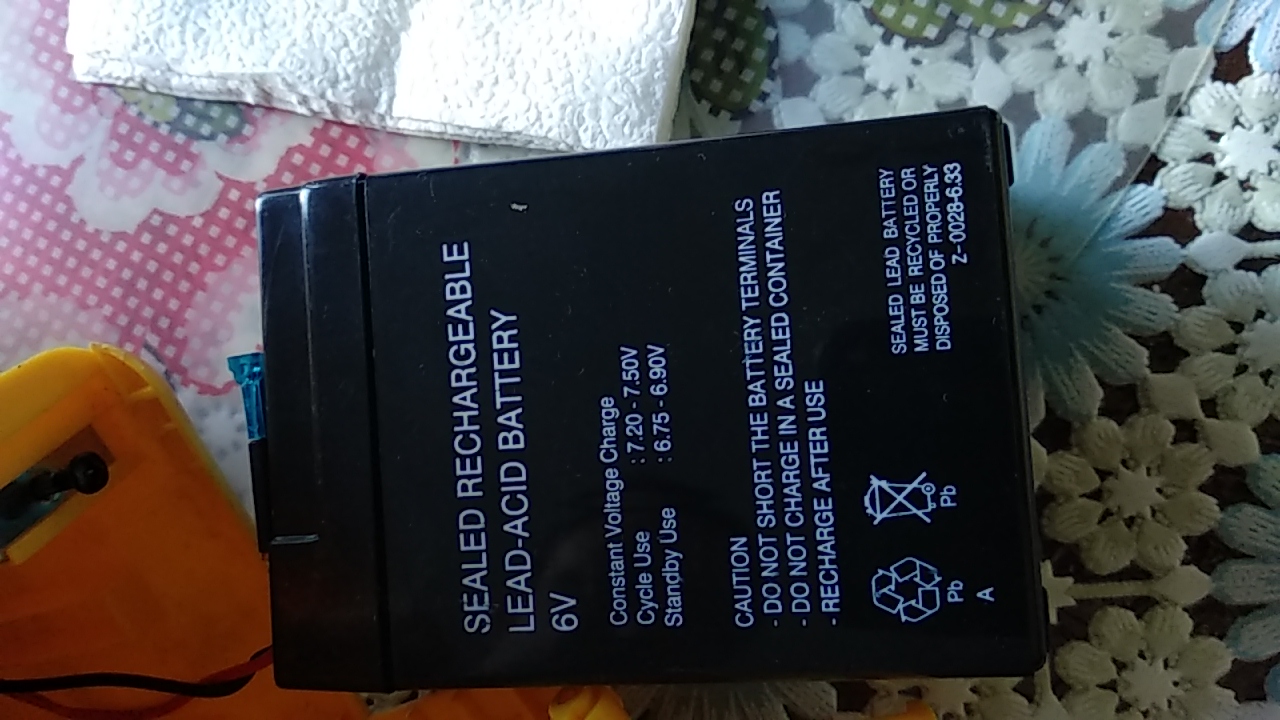 SEALED RECHARGEABLE
LEAD-ACID BATTERY
6V
Constant Voltage Charge
Cycle Use : 7.20 - 7.50V
Standby Use : 6.75 - 6.90V
CAUTION
- DO NOT SHORT THE BATTERY TERMINALS
- DO NOT CHARGE IN A SEALED CONTAINER
- RECHARGE AFTER USE
Pb
Pb
A
SEALED LEAD BATTERY
MUST BE RECYCLED OR
DISPOSED OF PROPERLY
Z-0028-6.33